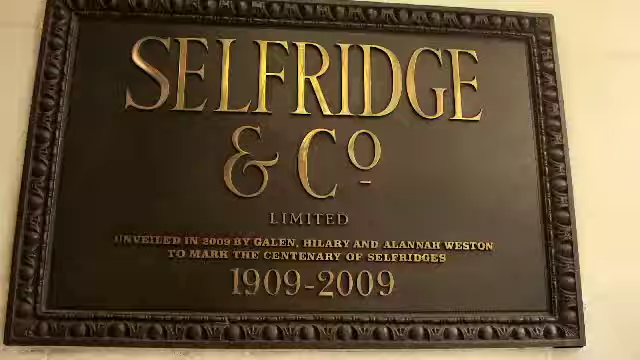 SELFRIDGE
& Cº
LIMITED
UNVEILED IN 2009 BY GALEN, HILARY AND ALANNAH WESTON
TO MARK THE CENTENARY OF SELFRIDGES
1909-2009